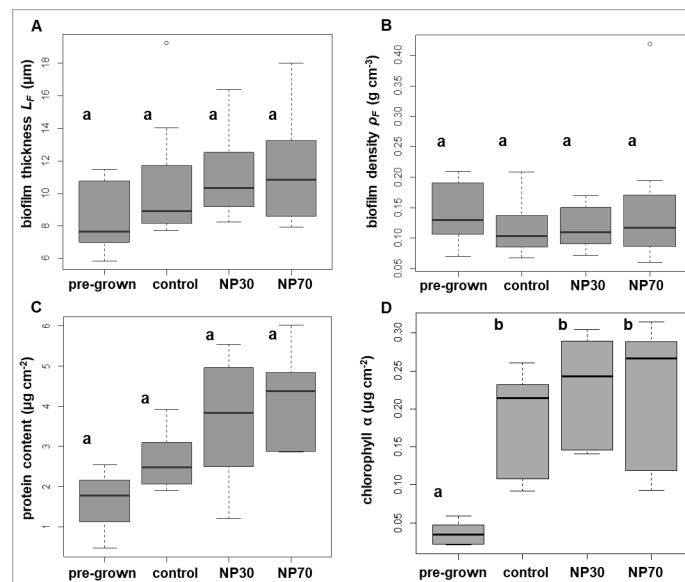 A
biofilm thickness L_F (µm)
18
16
14
12
10
8
6
a a a a
pre-grown control NP30 NP70
B
biofilm density ρ_F (g cm-3)
0.40
0.35
0.30
0.25
0.20
0.15
0.10
0.05
a a a a
pre-grown control NP30 NP70
C
protein content (µg cm-2)
6
5
4
3
2
1
a a a a
pre-grown control NP30 NP70
D
chlorophyll α (µg cm-2)
0.30
0.25
0.20
0.15
0.10
0.05
a b b b
pre-grown control NP30 NP70